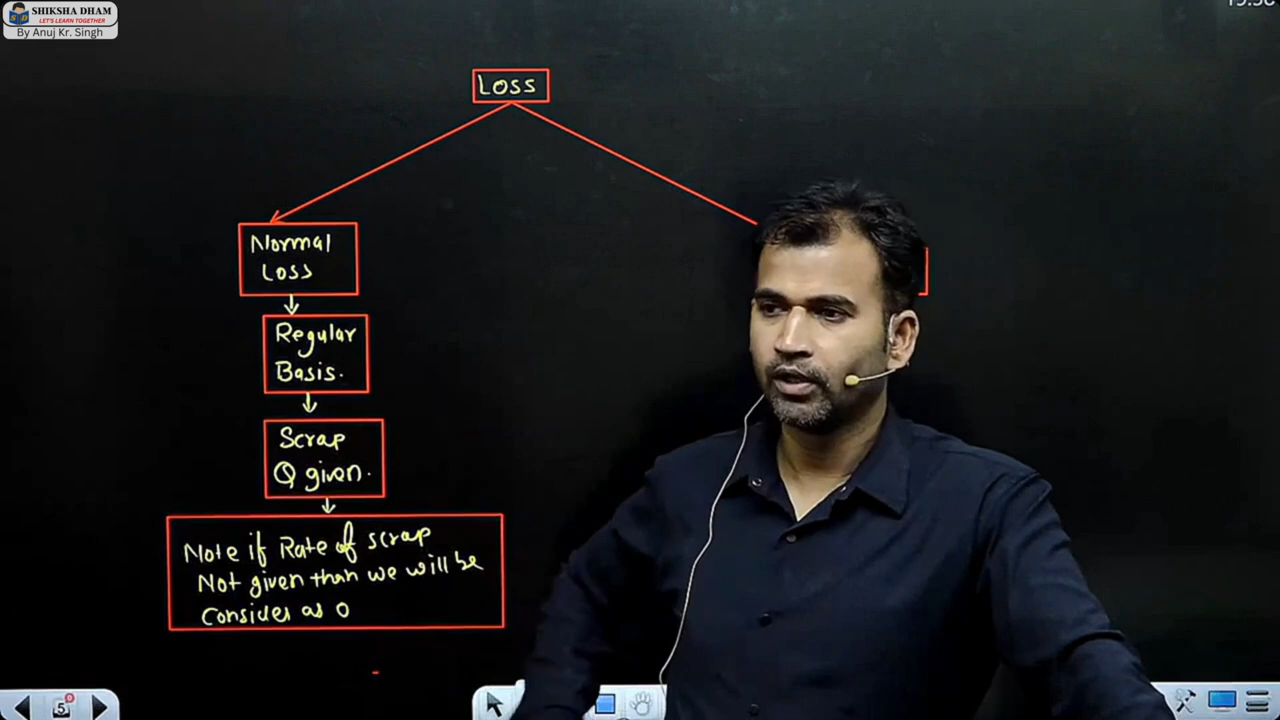 SHIKSHA DHAM
LET'S LEARN TOGETHER
By Anuj Kr. Singh
Loss
Normal
Loss
Regular
Basis.
Scrap
Q given.
Note if Rate of scrap
Not given than we will be
Consider as 0
5